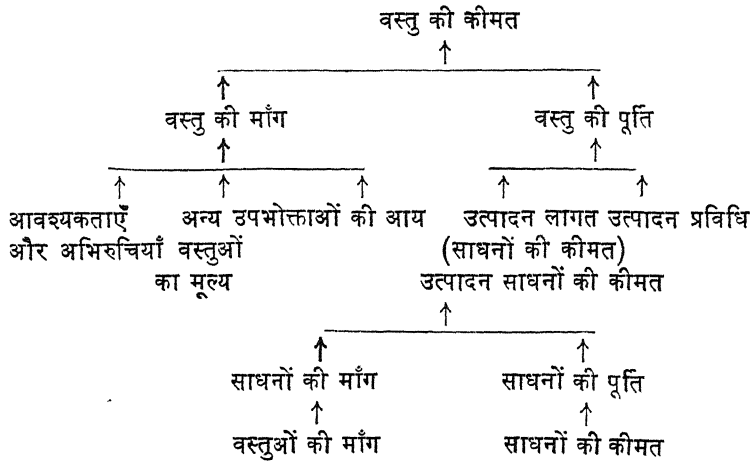 वस्तु की कीमत
वस्तु की माँग वस्तु की पूर्ति
आवश्यकताएँ अन्य उपभोक्ताओं की आय उत्पादन लागत उत्पादन प्रविधि
और अभिरुचियाँ वस्तुओं (साधनों की कीमत)
का मूल्य उत्पादन साधनों की कीमत
साधनों की माँग साधनों की पूर्ति
वस्तुओं की माँग साधनों की कीमत